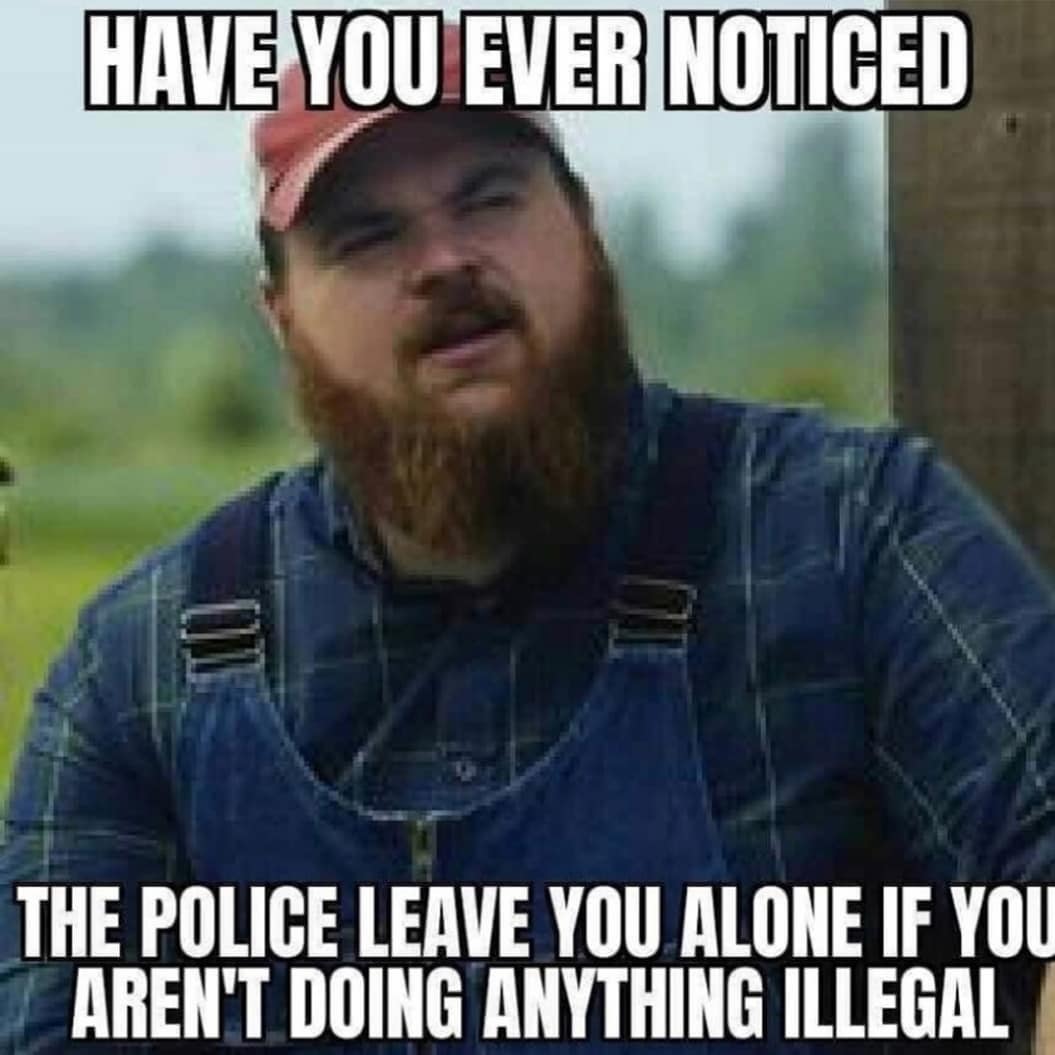 HAVE YOU EVER NOTICED
THE POLICE LEAVE YOU ALONE IF YOU
AREN'T DOING ANYTHING ILLEGAL